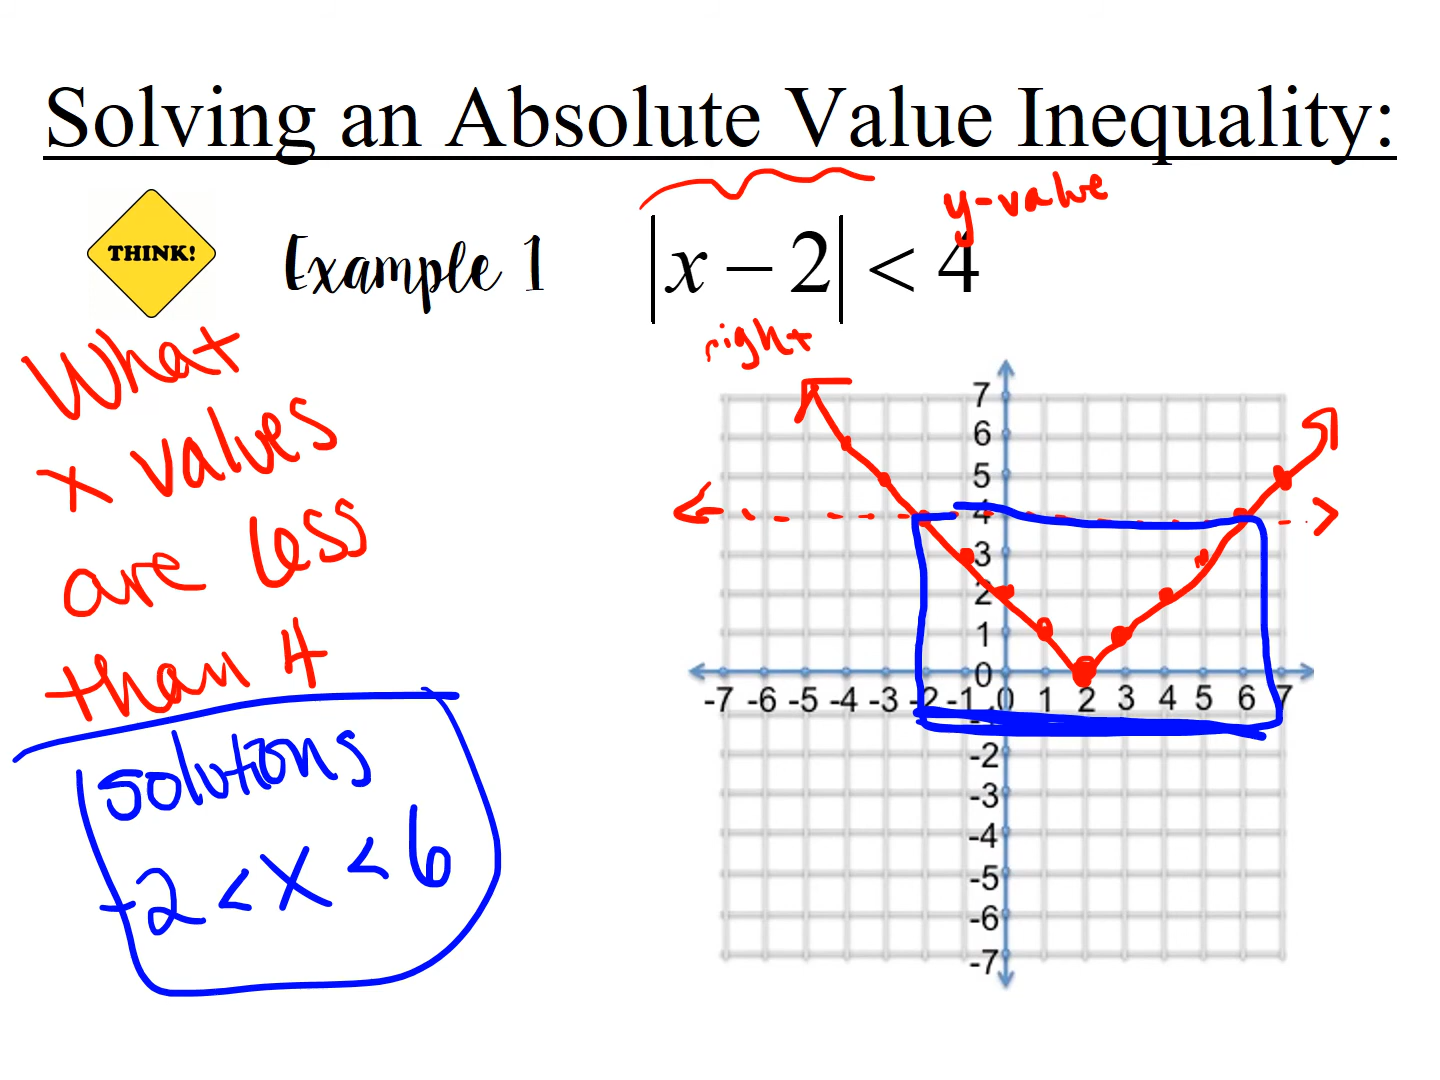 Solving an Absolute Value Inequality:
THINK!
Example 1
|x − 2| < 4
y-value
right
What
x values
are less
than 4
solutions
-2 < x < 6
7
6
5
4
3
2
1
0
-7 -6 -5 -4 -3 -2 -1 0 1 2 3 4 5 6 7
-2
-3
-4
-5
-6
-7